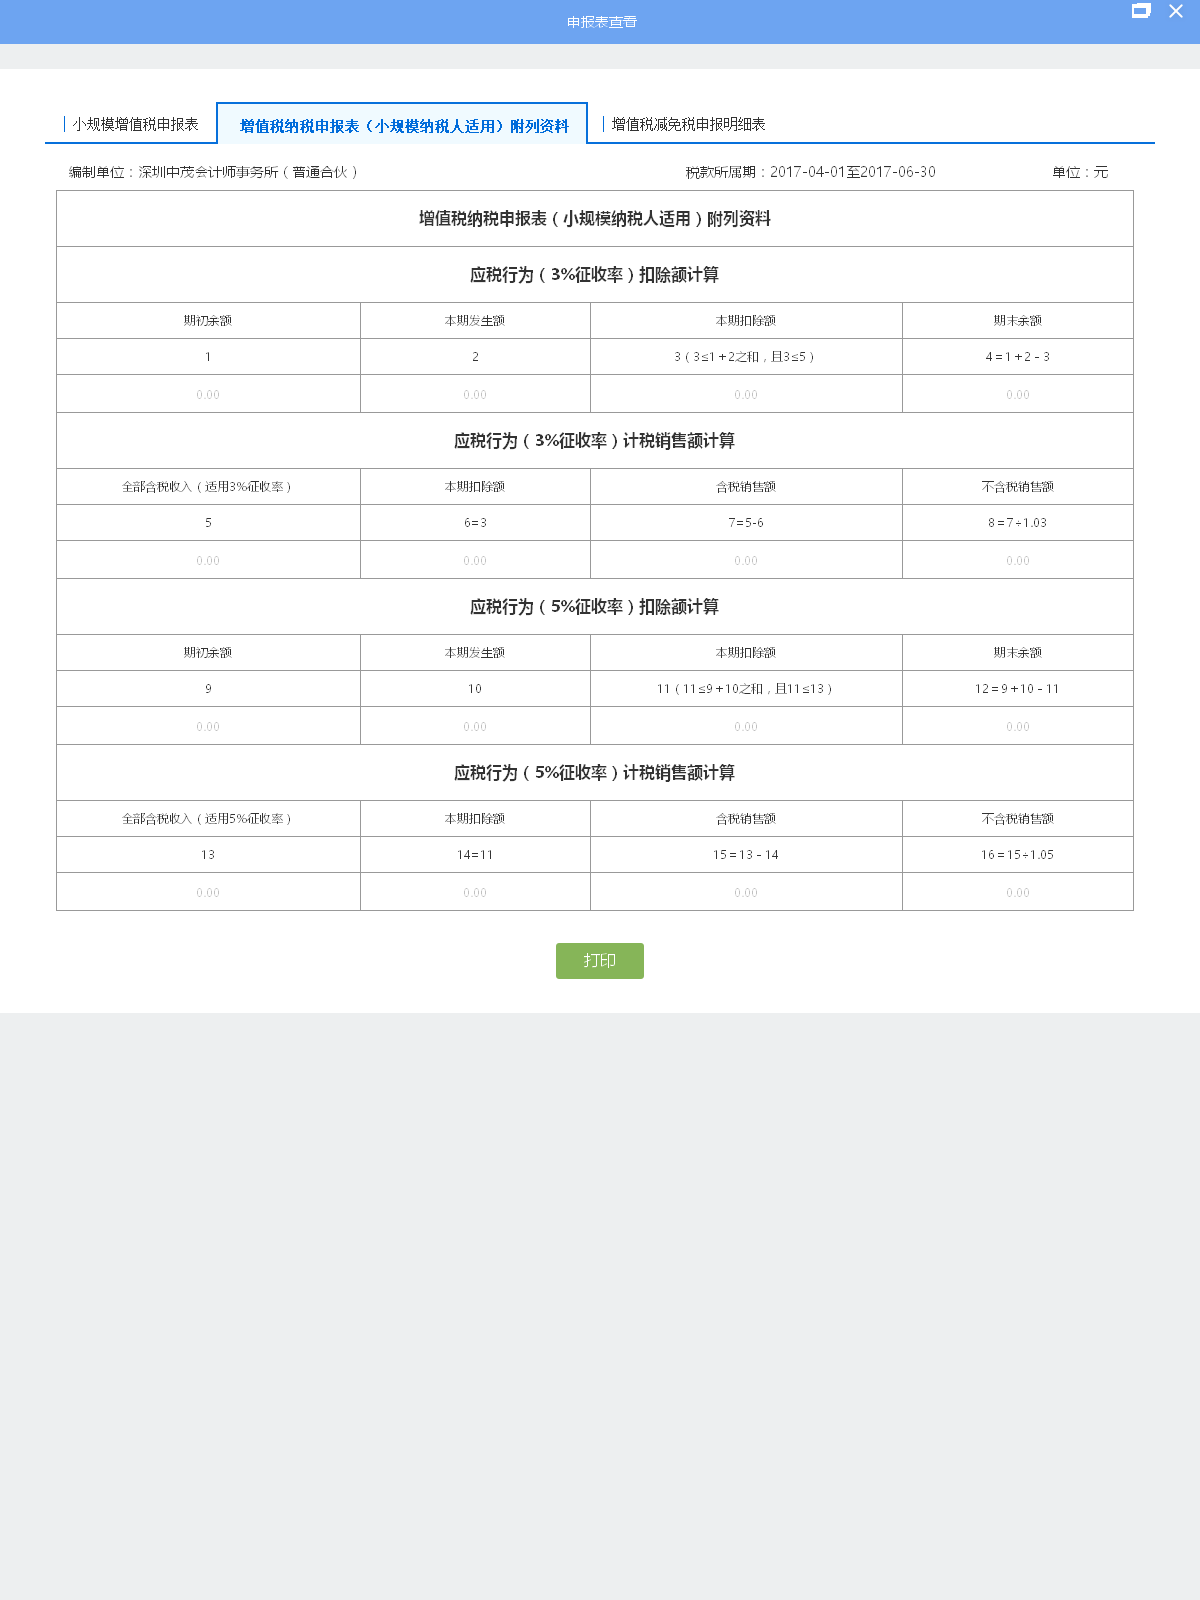 申报表查看
小规模增值税申报表 增值税纳税申报表（小规模纳税人适用）附列资料 增值税减免税申报明细表
编制单位：深圳中茂会计师事务所（普通合伙） 税款所属期：2017-04-01至2017-06-30 单位：元
增值税纳税申报表（小规模纳税人适用）附列资料
应税行为（3%征收率）扣除额计算
期初余额 本期发生额 本期扣除额 期末余额
1 2 3（3≤1＋2之和，且3≤5） 4＝1＋2－3
0.00 0.00 0.00 0.00
应税行为（3%征收率）计税销售额计算
全部含税收入（适用3%征收率） 本期扣除额 含税销售额 不含税销售额
5 6=3 7=5-6 8＝7÷1.03
0.00 0.00 0.00 0.00
应税行为（5%征收率）扣除额计算
期初余额 本期发生额 本期扣除额 期末余额
9 10 11（11≤9＋10之和，且11≤13） 12＝9＋10－11
0.00 0.00 0.00 0.00
应税行为（5%征收率）计税销售额计算
全部含税收入（适用5%征收率） 本期扣除额 含税销售额 不含税销售额
13 14=11 15＝13－14 16＝15÷1.05
0.00 0.00 0.00 0.00
打印